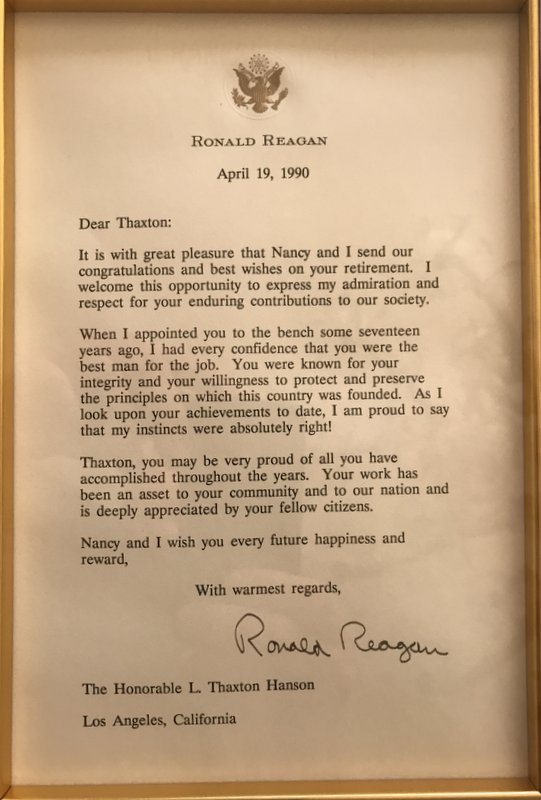 RONALD REAGAN
April 19, 1990
Dear Thaxton:
It is with great pleasure that Nancy and I send our
congratulations and best wishes on your retirement. I
welcome this opportunity to express my admiration and
respect for your enduring contributions to our society.
When I appointed you to the bench some seventeen
years ago, I had every confidence that you were the
best man for the job. You were known for your
integrity and your willingness to protect and preserve
the principles on which this country was founded. As I
look upon your achievements to date, I am proud to say
that my instincts were absolutely right!
Thaxton, you may be very proud of all you have
accomplished throughout the years. Your work has
been an asset to your community and to our nation and
is deeply appreciated by your fellow citizens.
Nancy and I wish you every future happiness and
reward,
With warmest regards,
Ronald Reagan
The Honorable L. Thaxton Hanson
Los Angeles, California